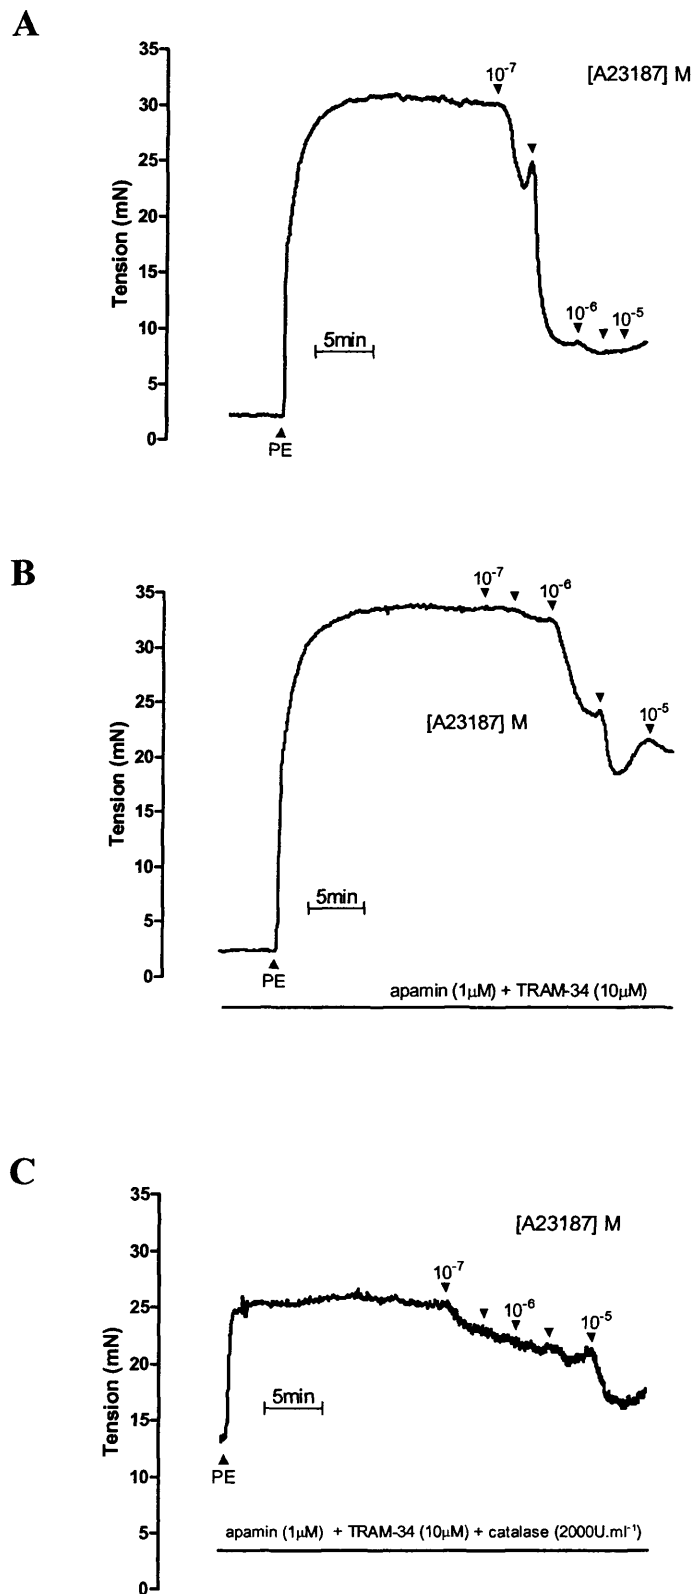 A
[A23187] M
10⁻⁷
10⁻⁶
10⁻⁵
35
30
25
20
15
10
5
0
Tension (mN)
5min
PE
B
10⁻⁷
10⁻⁶
10⁻⁵
[A23187] M
35
30
25
20
15
10
5
0
Tension (mN)
5min
PE
apamin (1μM) + TRAM-34 (10μM)
C
[A23187] M
10⁻⁷
10⁻⁶
10⁻⁵
35
30
25
20
15
10
5
0
Tension (mN)
5min
PE
apamin (1μM) + TRAM-34 (10μM) + catalase (2000U.ml⁻¹)